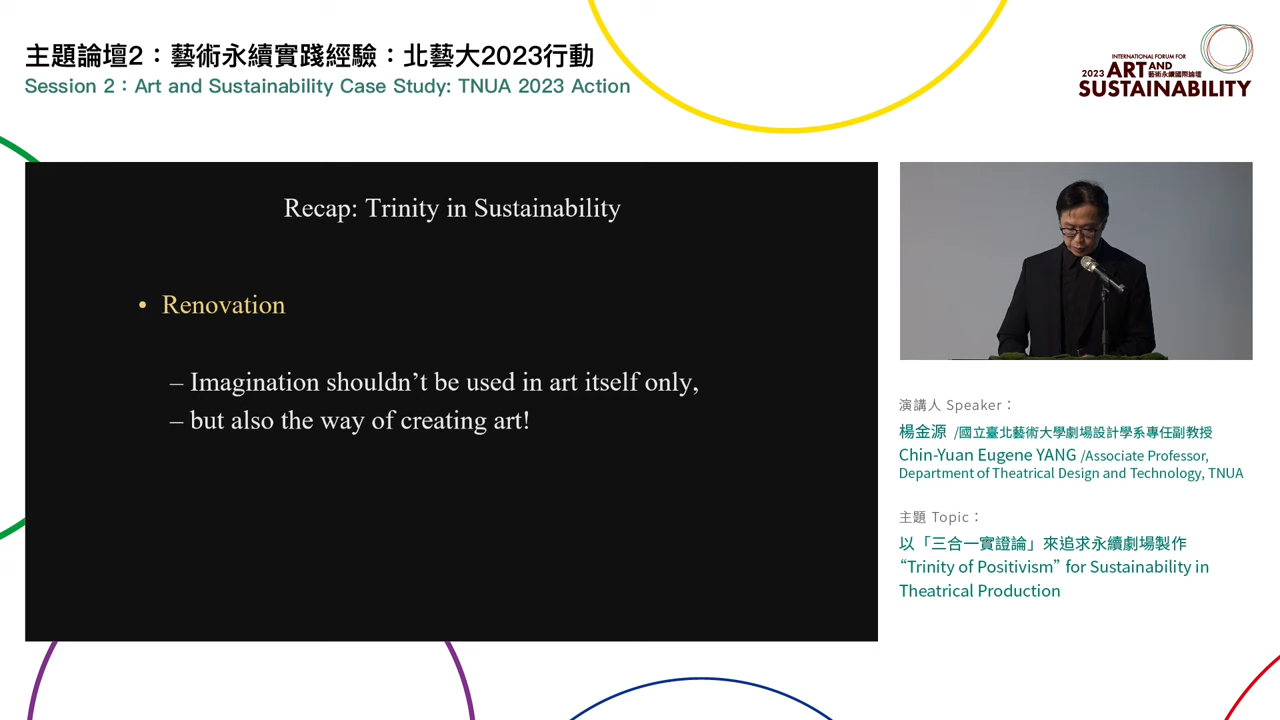 主題論壇2：藝術永續實踐經驗：北藝大2023行動
Session 2：Art and Sustainability Case Study: TNUA 2023 Action
INTERNATIONAL FORUM FOR
2023 ART AND 藝術永續國際論壇
SUSTAINABILITY
Recap: Trinity in Sustainability
• Renovation
– Imagination shouldn’t be used in art itself only,
– but also the way of creating art!
演講人 Speaker：
楊金源 /國立臺北藝術大學劇場設計學系專任副教授
Chin-Yuan Eugene YANG /Associate Professor,
Department of Theatrical Design and Technology, TNUA
主題 Topic：
以「三合一實證論」來追求永續劇場製作
“Trinity of Positivism” for Sustainability in
Theatrical Production